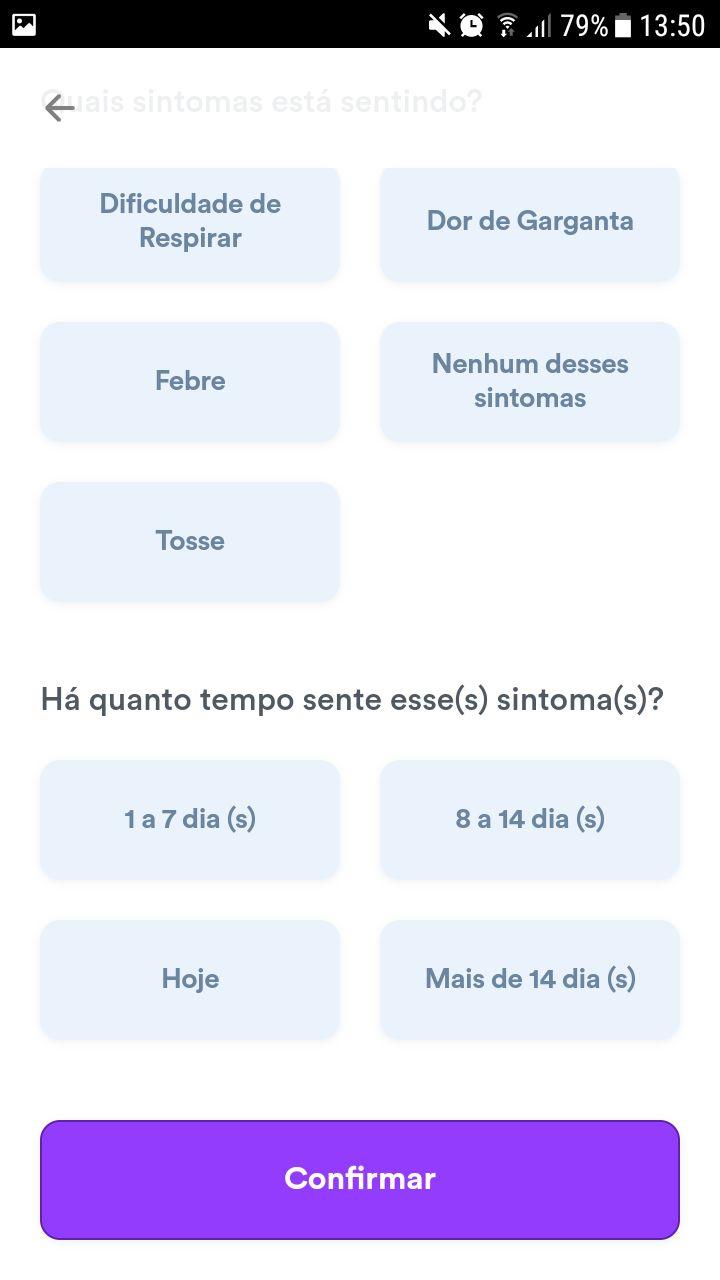 79% 13:50
Quais sintomas está sentindo?
Dificuldade de
Respirar
Dor de Garganta
Febre
Nenhum desses
sintomas
Tosse
Há quanto tempo sente esse(s) sintoma(s)?
1 a 7 dia (s)
8 a 14 dia (s)
Hoje
Mais de 14 dia (s)
Confirmar